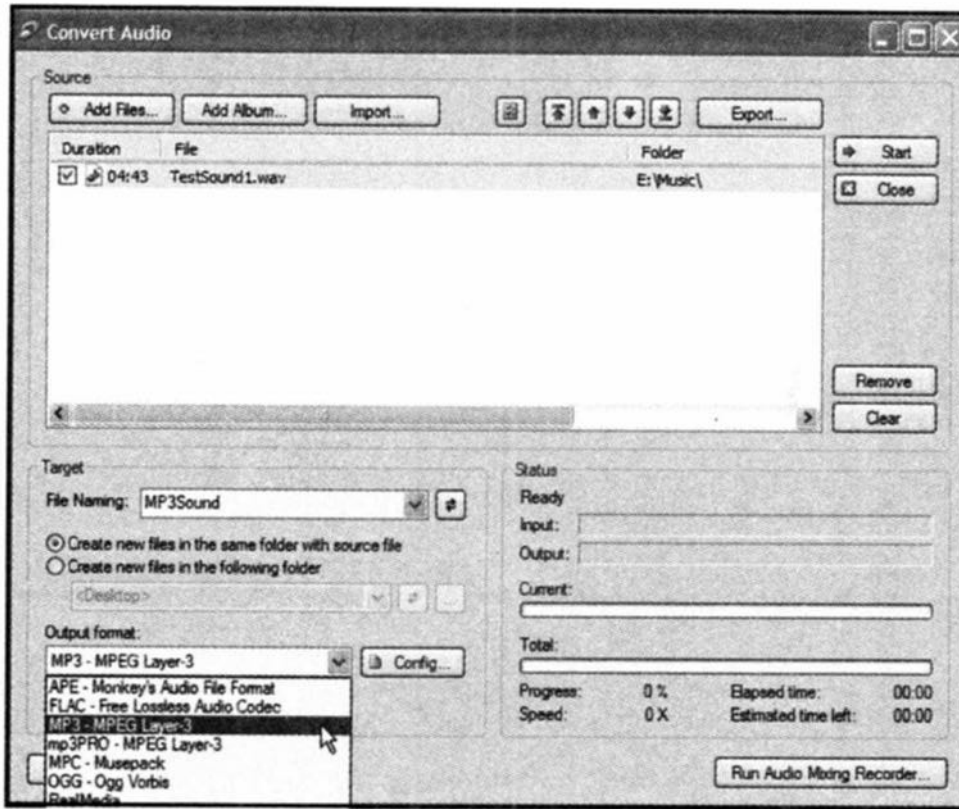 Convert Audio
Source
Add Files...
Add Album...
Import...
Export...
Duration File Folder
04:43 TestSound1.wav E:\Music\
Start
Close
Remove
Clear
Target
File Naming: MP3Sound
Create new files in the same folder with source file
Create new files in the following folder
<Desktop>
...
Output format:
MP3 - MPEG Layer-3
Config...
APE - Monkey's Audio File Format
FLAC - Free Lossless Audio Codec
MP3 - MPEG Layer-3
mp3PRO - MPEG Layer-3
MPC - Musepack
OGG - Ogg Vorbis
RealMedia
Status
Ready
Input:
Output:
Current:
Total:
Progress: 0 % Elapsed time: 00:00
Speed: 0 X Estimated time left: 00:00
Run Audio Mixing Recorder...